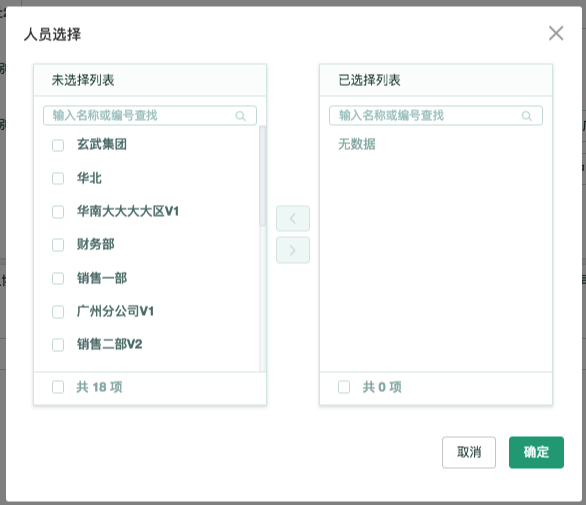 人员选择
未选择列表
输入名称或编号查找
玄武集团
华北
华南大大大大区V1
财务部
销售一部
广州分公司V1
销售二部V2
共 18 项
已选择列表
输入名称或编号查找
无数据
共 0 项
取消
确定